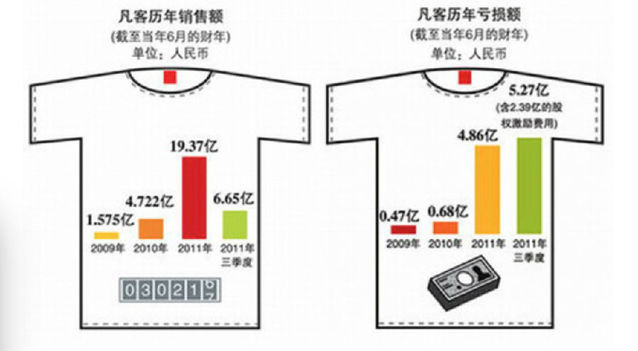 凡客历年销售额
(截至当年6月的财年)
单位：人民币
19.37亿
6.65亿
4.722亿
1.575亿
2009年
2010年
2011年
2011年
三季度
03021
凡客历年亏损额
(截至当年6月的财年)
单位：人民币
5.27亿
(含2.39亿的股
权激励费用)
4.86亿
0.68亿
0.47亿
2009年
2010年
2011年
2011年
三季度